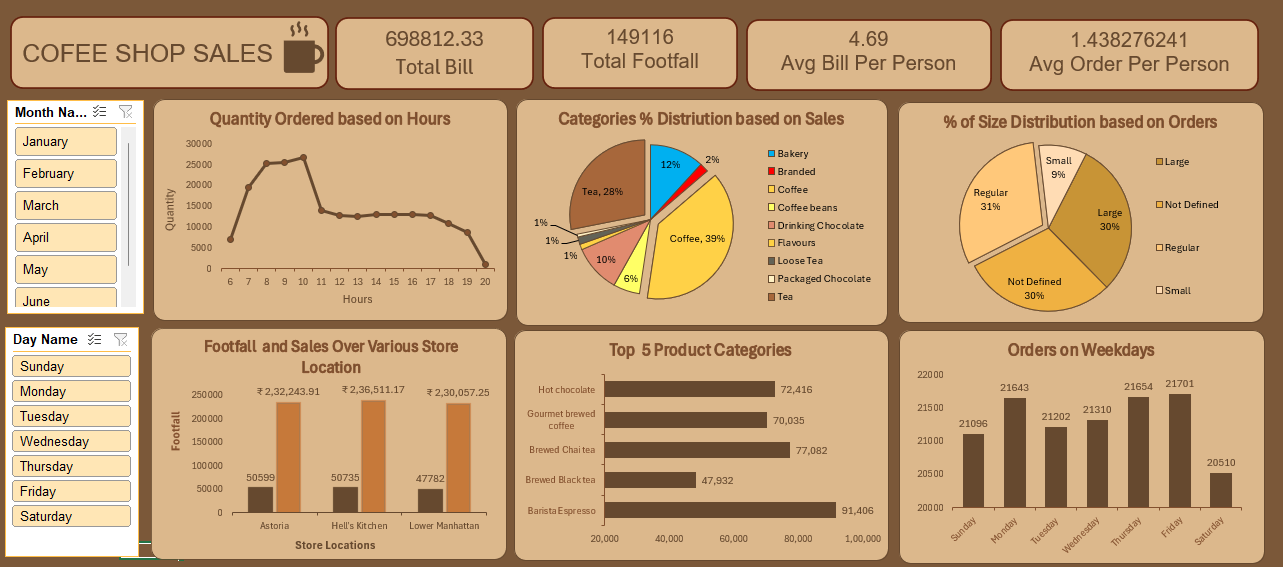 COFEE SHOP SALES
698812.33
Total Bill
149116
Total Footfall
4.69
Avg Bill Per Person
1.438276241
Avg Order Per Person
Month Na...
January
February
March
April
May
June
Quantity Ordered based on Hours
Quantity
30000
25000
20000
15000
10000
5000
0
6 7 8 9 10 11 12 13 14 15 16 17 18 19 20
Hours
Categories % Distriution based on Sales
12%
2%
Coffee, 39%
6%
10%
1%
1%
1%
Tea, 28%
Bakery
Branded
Coffee
Coffee beans
Drinking Chocolate
Flavours
Loose Tea
Packaged Chocolate
Tea
% of Size Distribution based on Orders
Small
9%
Large
30%
Not Defined
30%
Regular
31%
Large
Not Defined
Regular
Small
Day Name
Sunday
Monday
Tuesday
Wednesday
Thursday
Friday
Saturday
Footfall and Sales Over Various Store
Location
Footfall
250000
200000
150000
100000
50000
0
₹ 2,32,243.91
₹ 2,36,511.17
₹ 2,30,057.25
50599
50735
47782
Astoria
Hell's Kitchen
Lower Manhattan
Store Locations
Top 5 Product Categories
Hot chocolate
72,416
Gourmet brewed
coffee
70,035
Brewed Chai tea
77,082
Brewed Black tea
47,932
Barista Espresso
91,406
20,000 40,000 60,000 80,000 1,00,000
Orders on Weekdays
22000
21500
21000
20500
20000
21096
21643
21202
21310
21654
21701
20510
Sunday
Monday
Tuesday
Wednesday
Thursday
Friday
Saturday